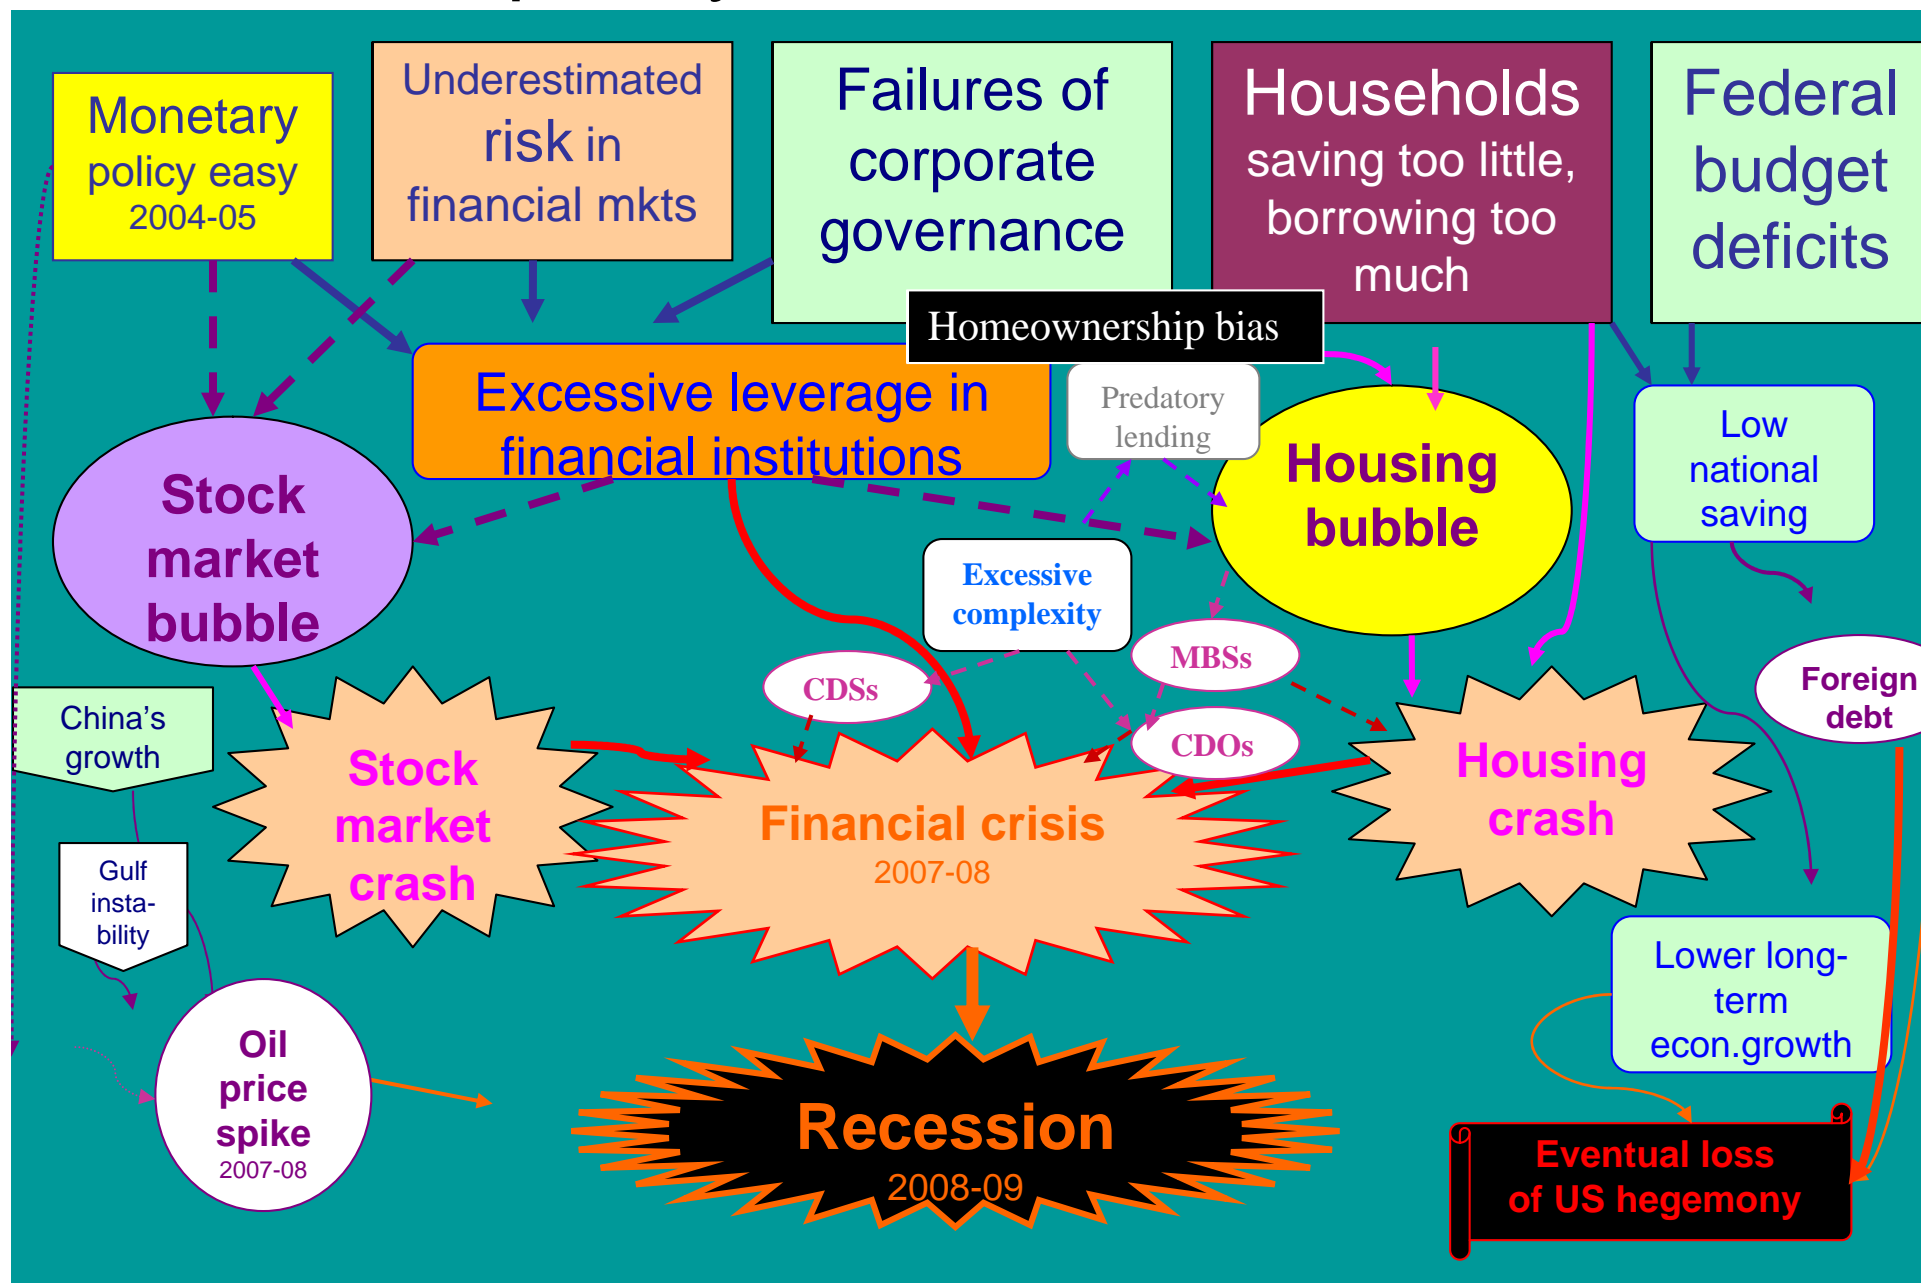 Monetary
policy easy
2004-05
Underestimated
risk in
financial mkts
Failures of
corporate
governance
Households
saving too little,
borrowing too
much
Federal
budget
deficits
Homeownership bias
Excessive leverage in
financial institutions
Predatory
lending
Housing
bubble
Low
national
saving
Stock
market
bubble
Excessive
complexity
MBSs
CDSs
CDOs
Foreign
debt
China's
growth
Stock
market
crash
Financial crisis
2007-08
Housing
crash
Gulf
insta-
bility
Lower long-
term
econ.growth
Oil
price
spike
2007-08
Recession
2008-09
Eventual loss
of US hegemony